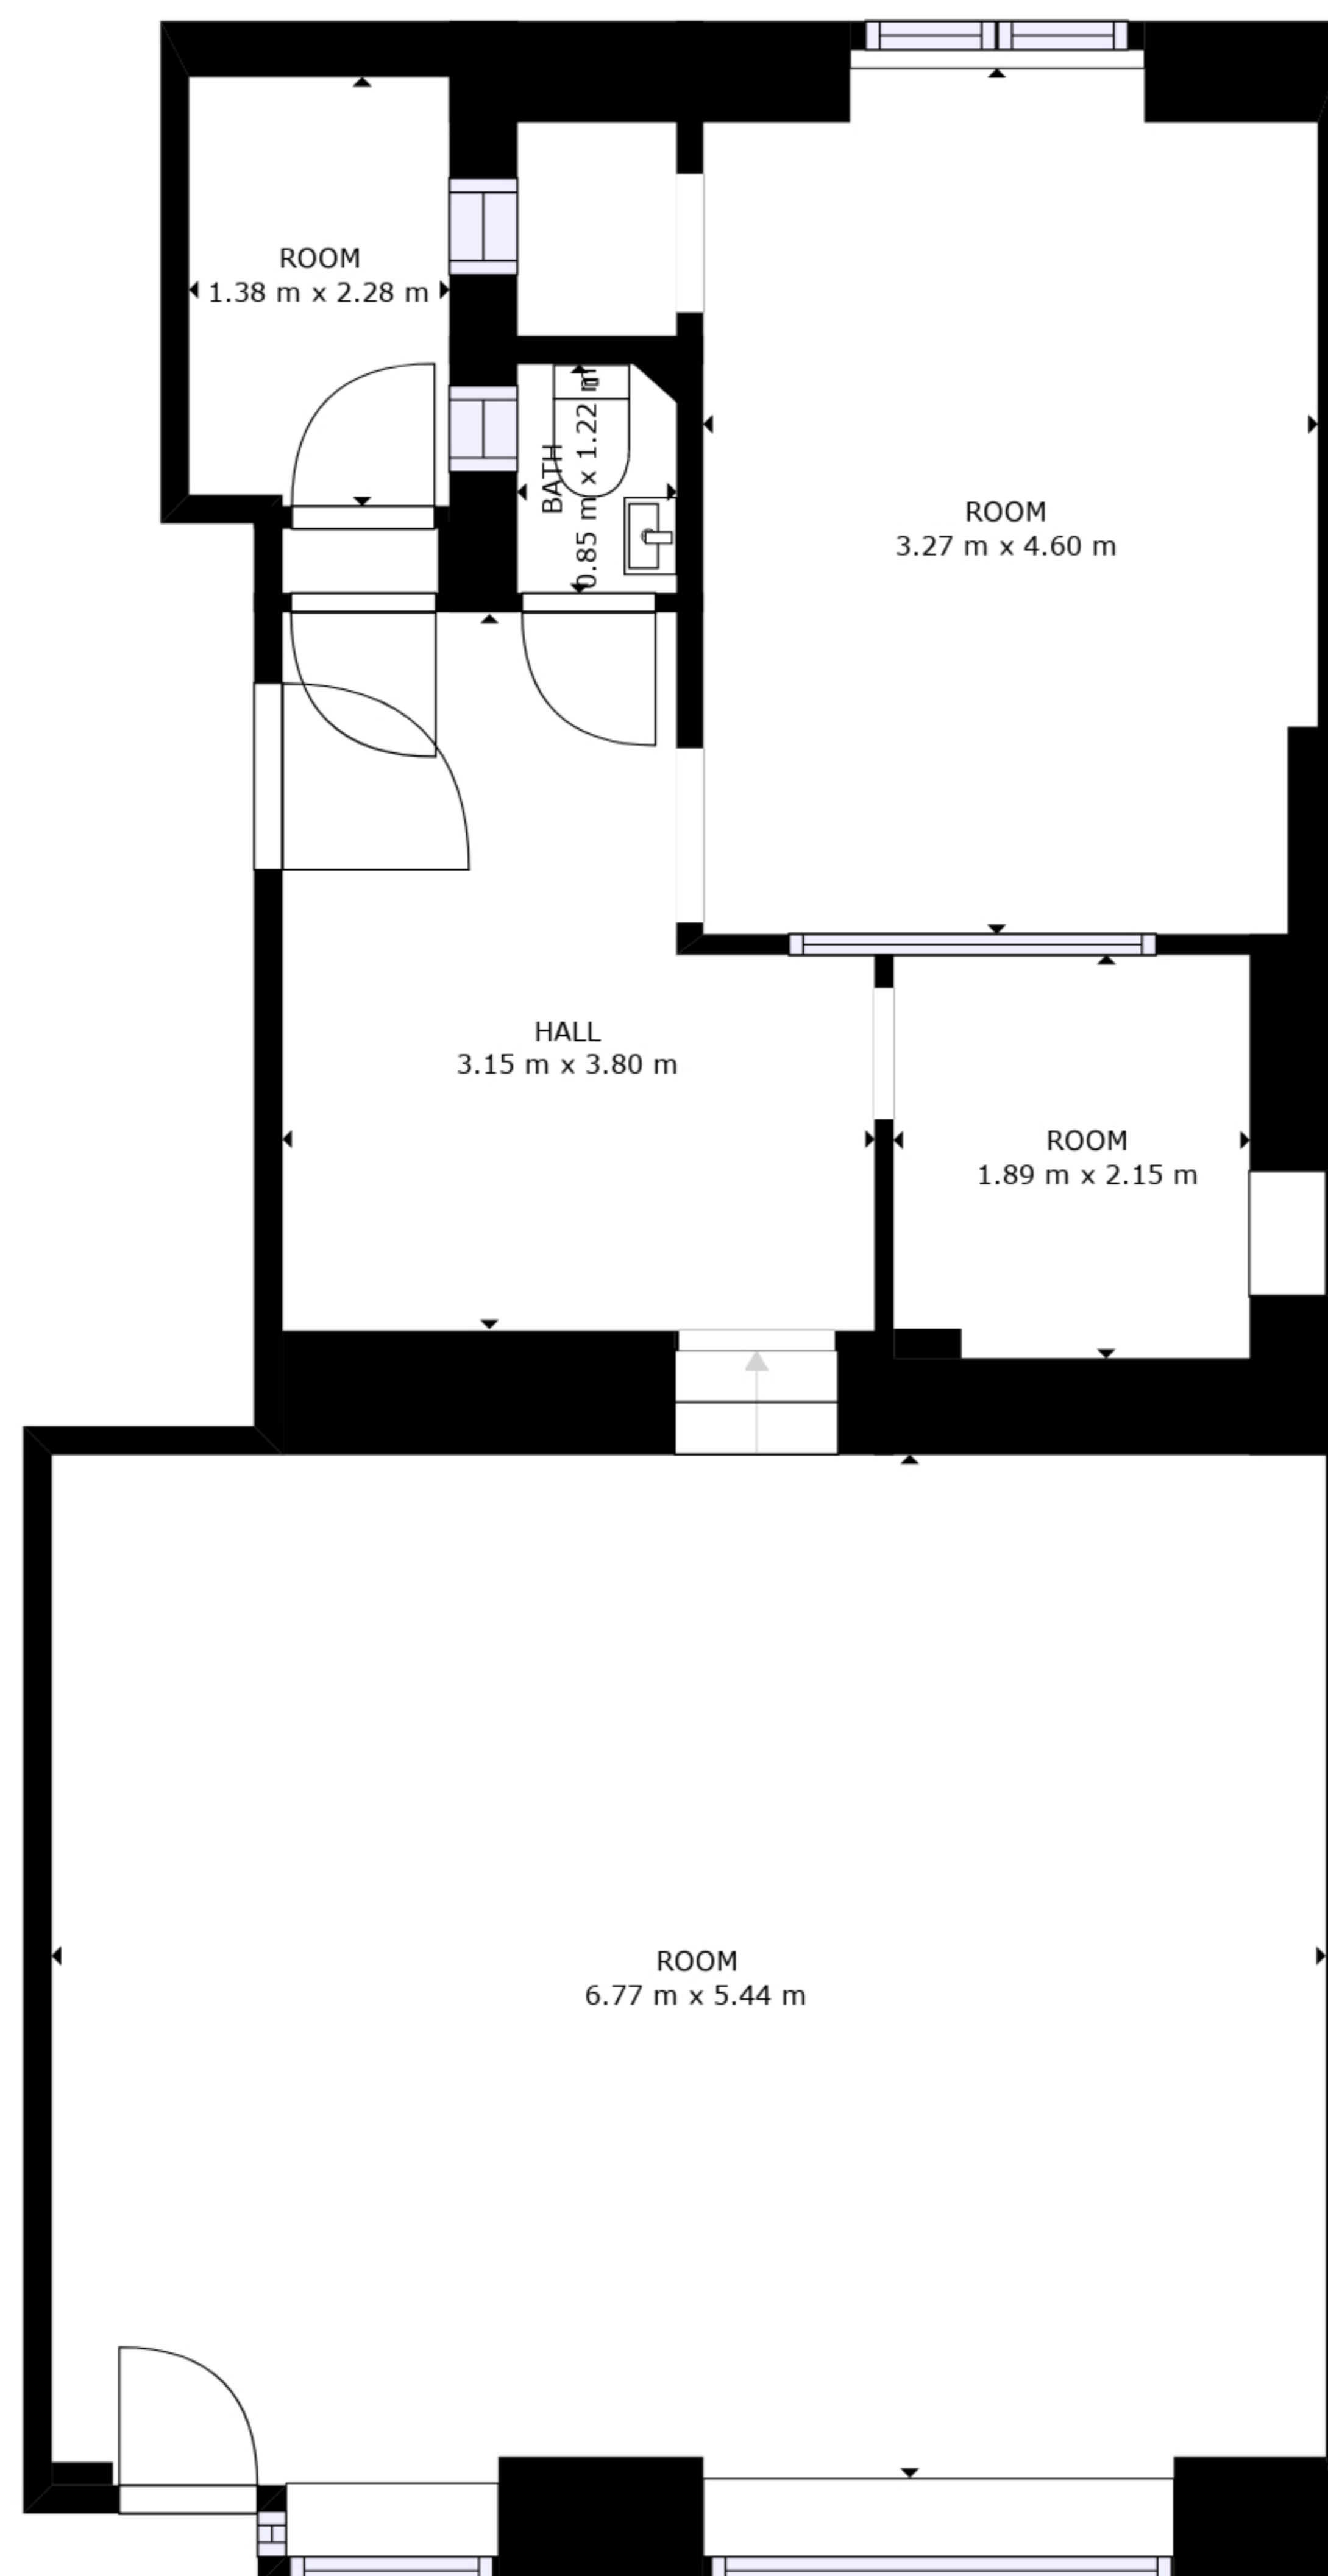 ROOM
1.38 m x 2.28 m
BATH
0.85 m x 1.22 m
ROOM
3.27 m x 4.60 m
HALL
3.15 m x 3.80 m
ROOM
1.89 m x 2.15 m
ROOM
6.77 m x 5.44 m